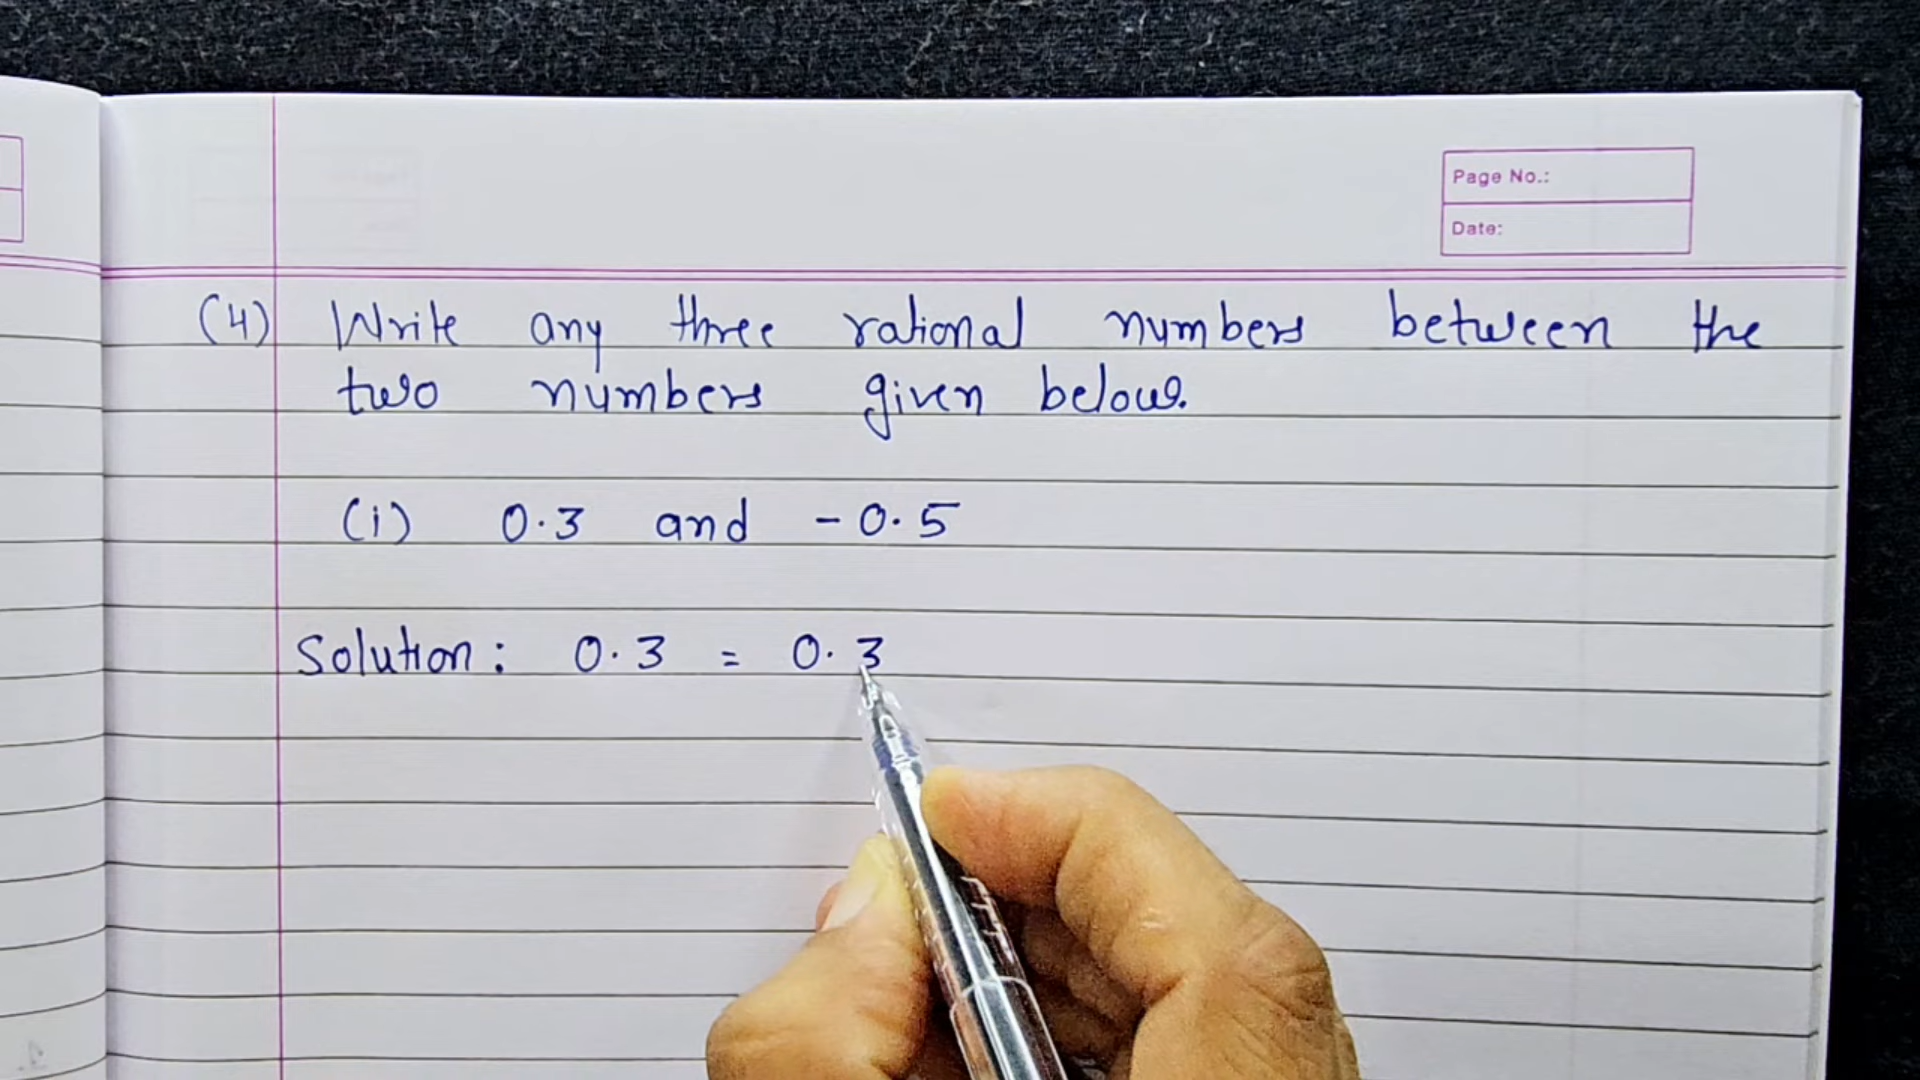 Page No.:
Date:
(4) Write any three rational numbers between the
two numbers given below.
(i) 0.3 and -0.5
Solution: 0.3 = 0.3